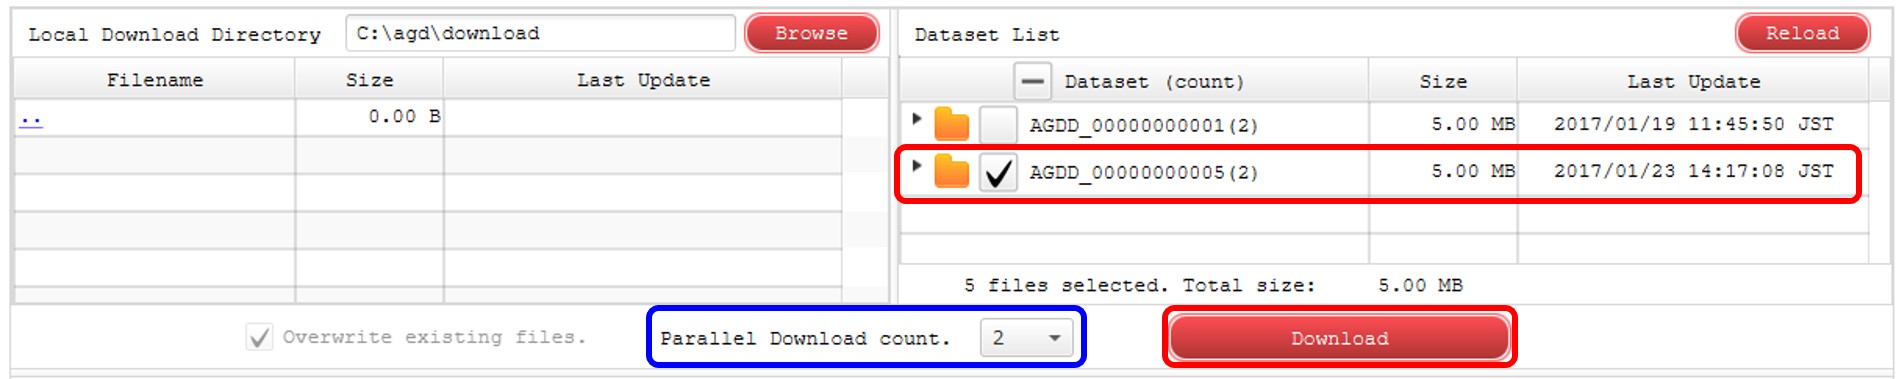 Local Download Directory C:\agd\download Browse
Filename Size Last Update
.. 0.00 B
Dataset List Reload
Dataset (count) Size Last Update
AGDD_00000000001(2) 5.00 MB 2017/01/19 11:45:50 JST
AGDD_00000000005(2) 5.00 MB 2017/01/23 14:17:08 JST
5 files selected. Total size: 5.00 MB
Overwrite existing files. Parallel Download count. 2 Download